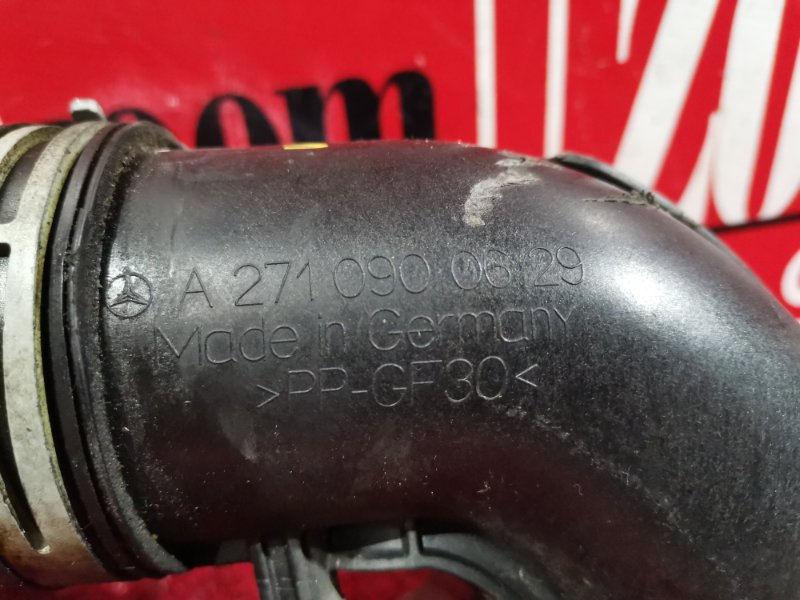 A 271 090 06 29
Made in Germany
>PP-GF30<